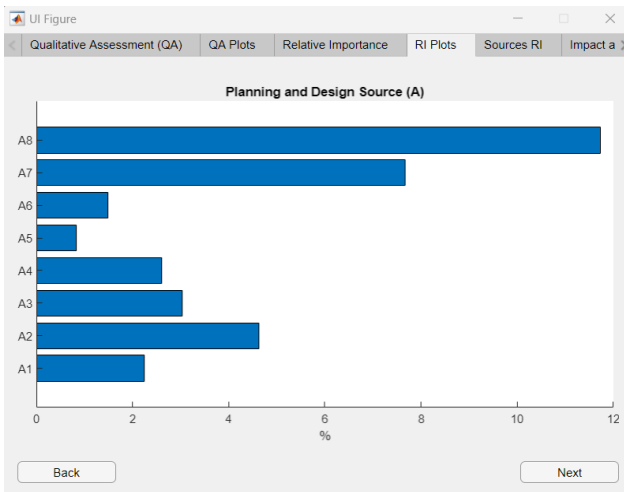 UI Figure
Qualitative Assessment (QA) QA Plots Relative Importance RI Plots Sources RI Impact a
Planning and Design Source (A)
A8
A7
A6
A5
A4
A3
A2
A1
0 2 4 6 8 10 12
%
Back Next